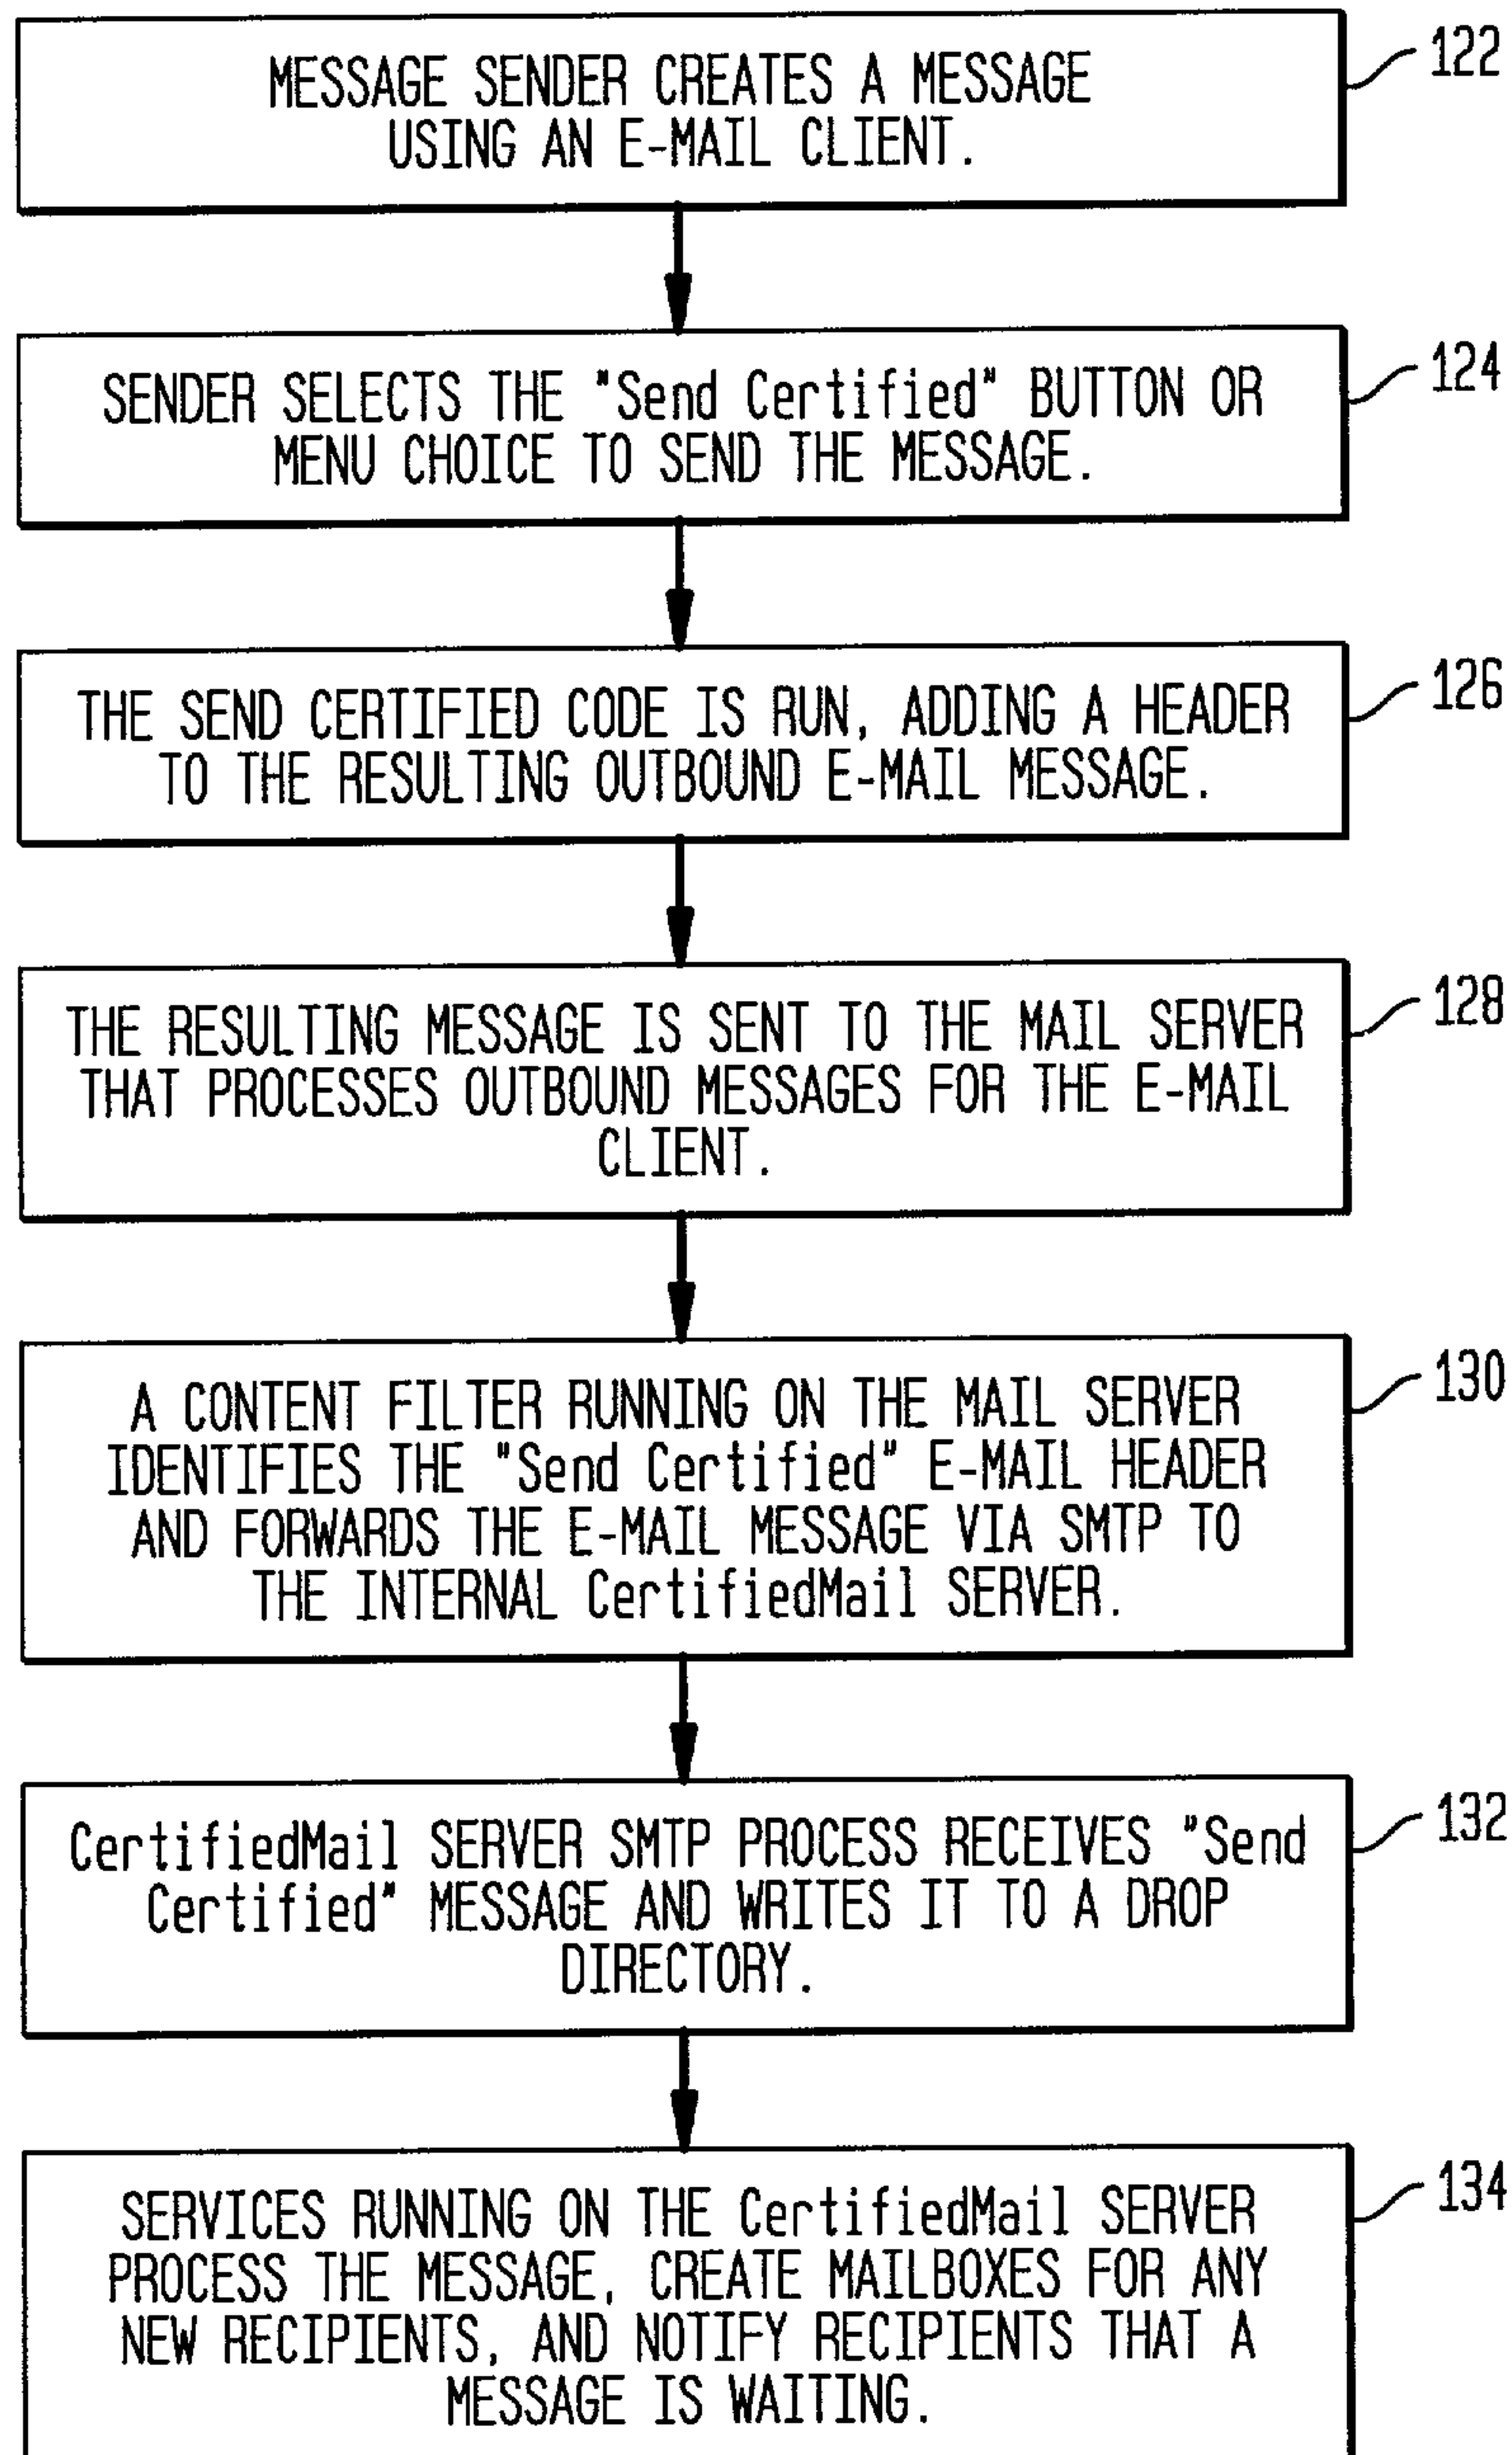 MESSAGE SENDER CREATES A MESSAGE
USING AN E-MAIL CLIENT.
122
SENDER SELECTS THE "Send Certified" BUTTON OR
MENU CHOICE TO SEND THE MESSAGE.
124
THE SEND CERTIFIED CODE IS RUN, ADDING A HEADER
TO THE RESULTING OUTBOUND E-MAIL MESSAGE.
126
THE RESULTING MESSAGE IS SENT TO THE MAIL SERVER
THAT PROCESSES OUTBOUND MESSAGES FOR THE E-MAIL
CLIENT.
128
A CONTENT FILTER RUNNING ON THE MAIL SERVER
IDENTIFIES THE "Send Certified" E-MAIL HEADER
AND FORWARDS THE E-MAIL MESSAGE VIA SMTP TO
THE INTERNAL CertifiedMail SERVER.
130
CertifiedMail SERVER SMTP PROCESS RECEIVES "Send
Certified" MESSAGE AND WRITES IT TO A DROP
DIRECTORY.
132
SERVICES RUNNING ON THE CertifiedMail SERVER
PROCESS THE MESSAGE, CREATE MAILBOXES FOR ANY
NEW RECIPIENTS, AND NOTIFY RECIPIENTS THAT A
MESSAGE IS WAITING.
134